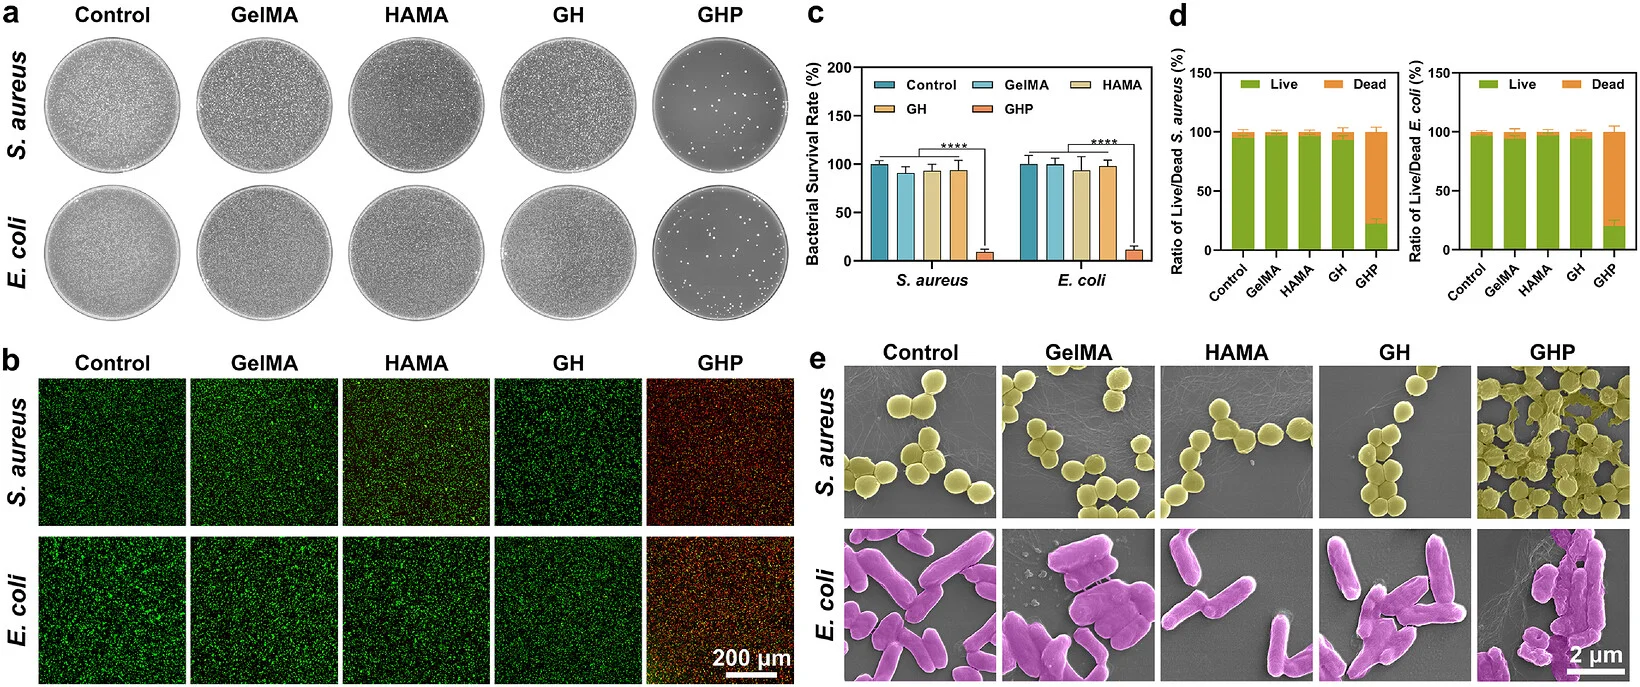 a
Control GelMA HAMA GH GHP
S. aureus
E. coli
b
Control GelMA HAMA GH GHP
S. aureus
E. coli
200 μm
c
Bacterial Survival Rate (%)
200
150
100
50
0
Control GelMA HAMA
GH GHP
**** ****
S. aureus E. coli
d
Ratio of Live/Dead S. aureus (%)
150
100
50
0
Live Dead
Control GelMA HAMA GH GHP
Ratio of Live/Dead E. coli (%)
150
100
50
0
Live Dead
Control GelMA HAMA GH GHP
e
Control GelMA HAMA GH GHP
S. aureus
E. coli
2 μm